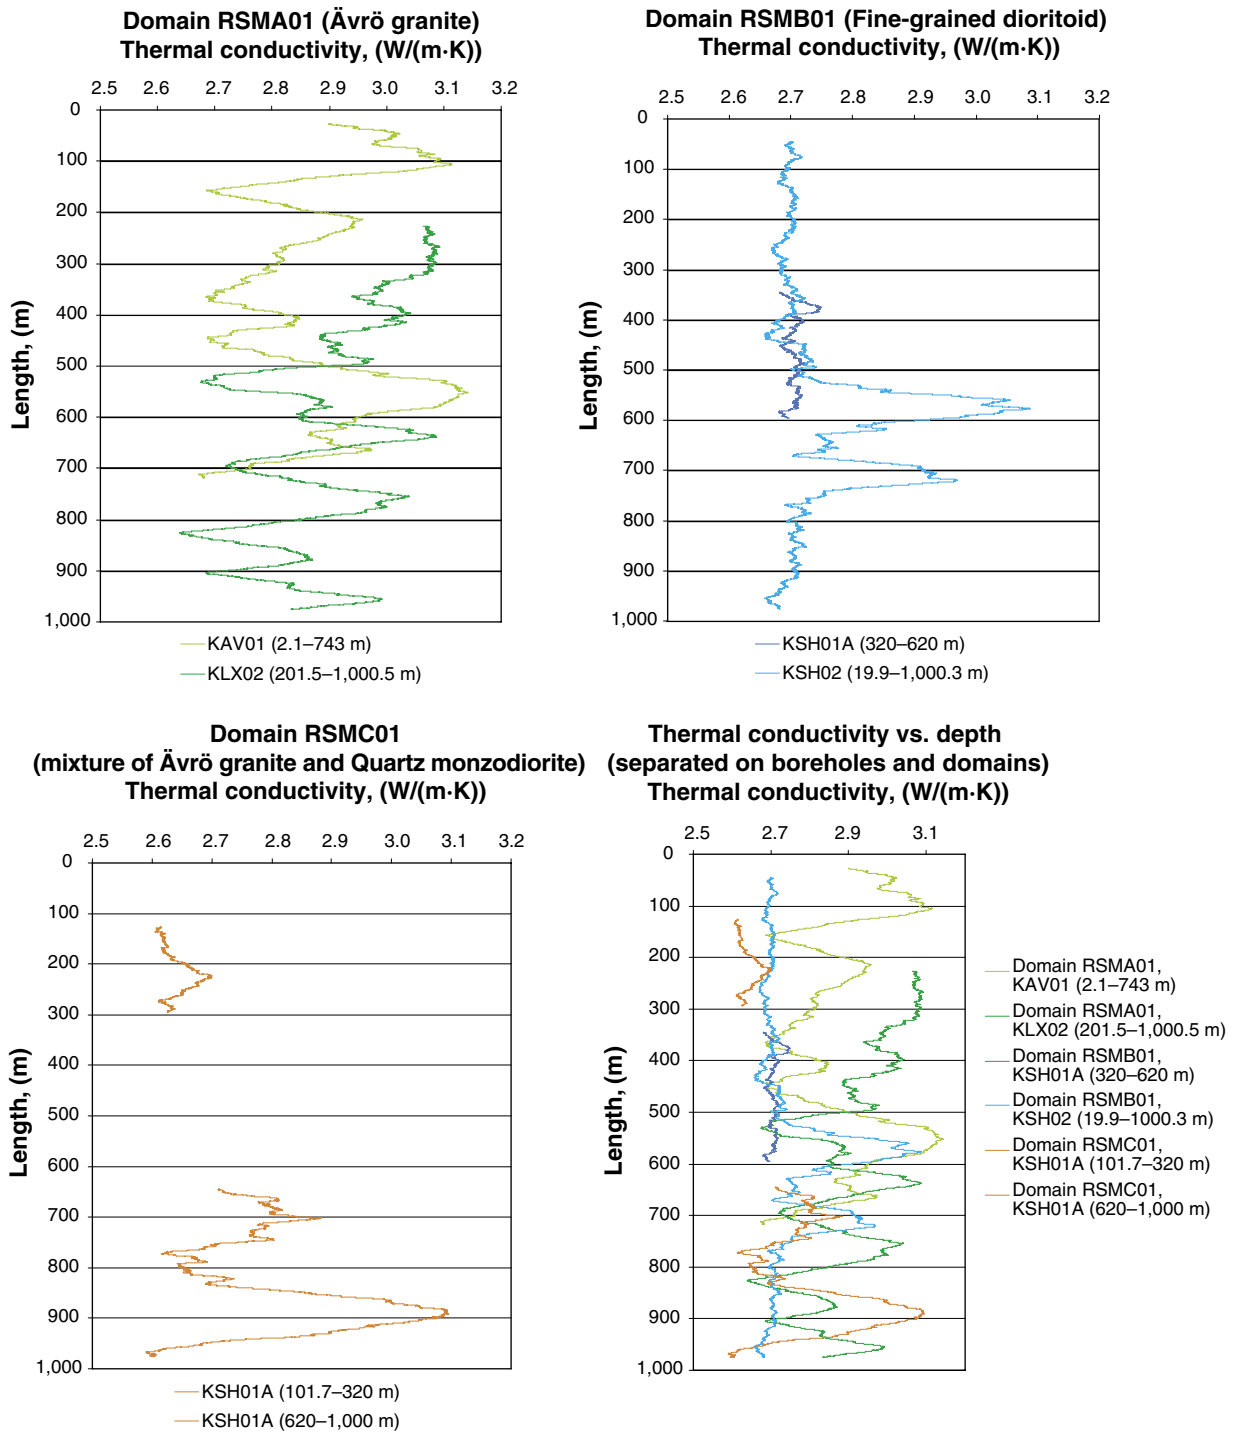 Domain RSMA01 (Ävrö granite)
Thermal conductivity, (W/(m·K))
2.5 2.6 2.7 2.8 2.9 3.0 3.1 3.2
0
100
200
300
400
500
600
700
800
900
1,000
Length, (m)
KAV01 (2.1–743 m)
KLX02 (201.5–1,000.5 m)
Domain RSMB01 (Fine-grained dioritoid)
Thermal conductivity, (W/(m·K))
2.5 2.6 2.7 2.8 2.9 3.0 3.1 3.2
0
100
200
300
400
500
600
700
800
900
1,000
Length, (m)
KSH01A (320–620 m)
KSH02 (19.9–1,000.3 m)
Domain RSMC01
(mixture of Ävrö granite and Quartz monzodiorite)
Thermal conductivity, (W/(m·K))
2.5 2.6 2.7 2.8 2.9 3.0 3.1 3.2
0
100
200
300
400
500
600
700
800
900
1,000
Length, (m)
KSH01A (101.7–320 m)
KSH01A (620–1,000 m)
Thermal conductivity vs. depth
(separated on boreholes and domains)
Thermal conductivity, (W/(m·K))
2.5 2.7 2.9 3.1
0
100
200
300
400
500
600
700
800
900
1,000
Length, (m)
Domain RSMA01,
KAV01 (2.1–743 m)
Domain RSMA01,
KLX02 (201.5–1,000.5 m)
Domain RSMB01,
KSH01A (320–620 m)
Domain RSMB01,
KSH02 (19.9–1000.3 m)
Domain RSMC01,
KSH01A (101.7–320 m)
Domain RSMC01,
KSH01A (620–1,000 m)